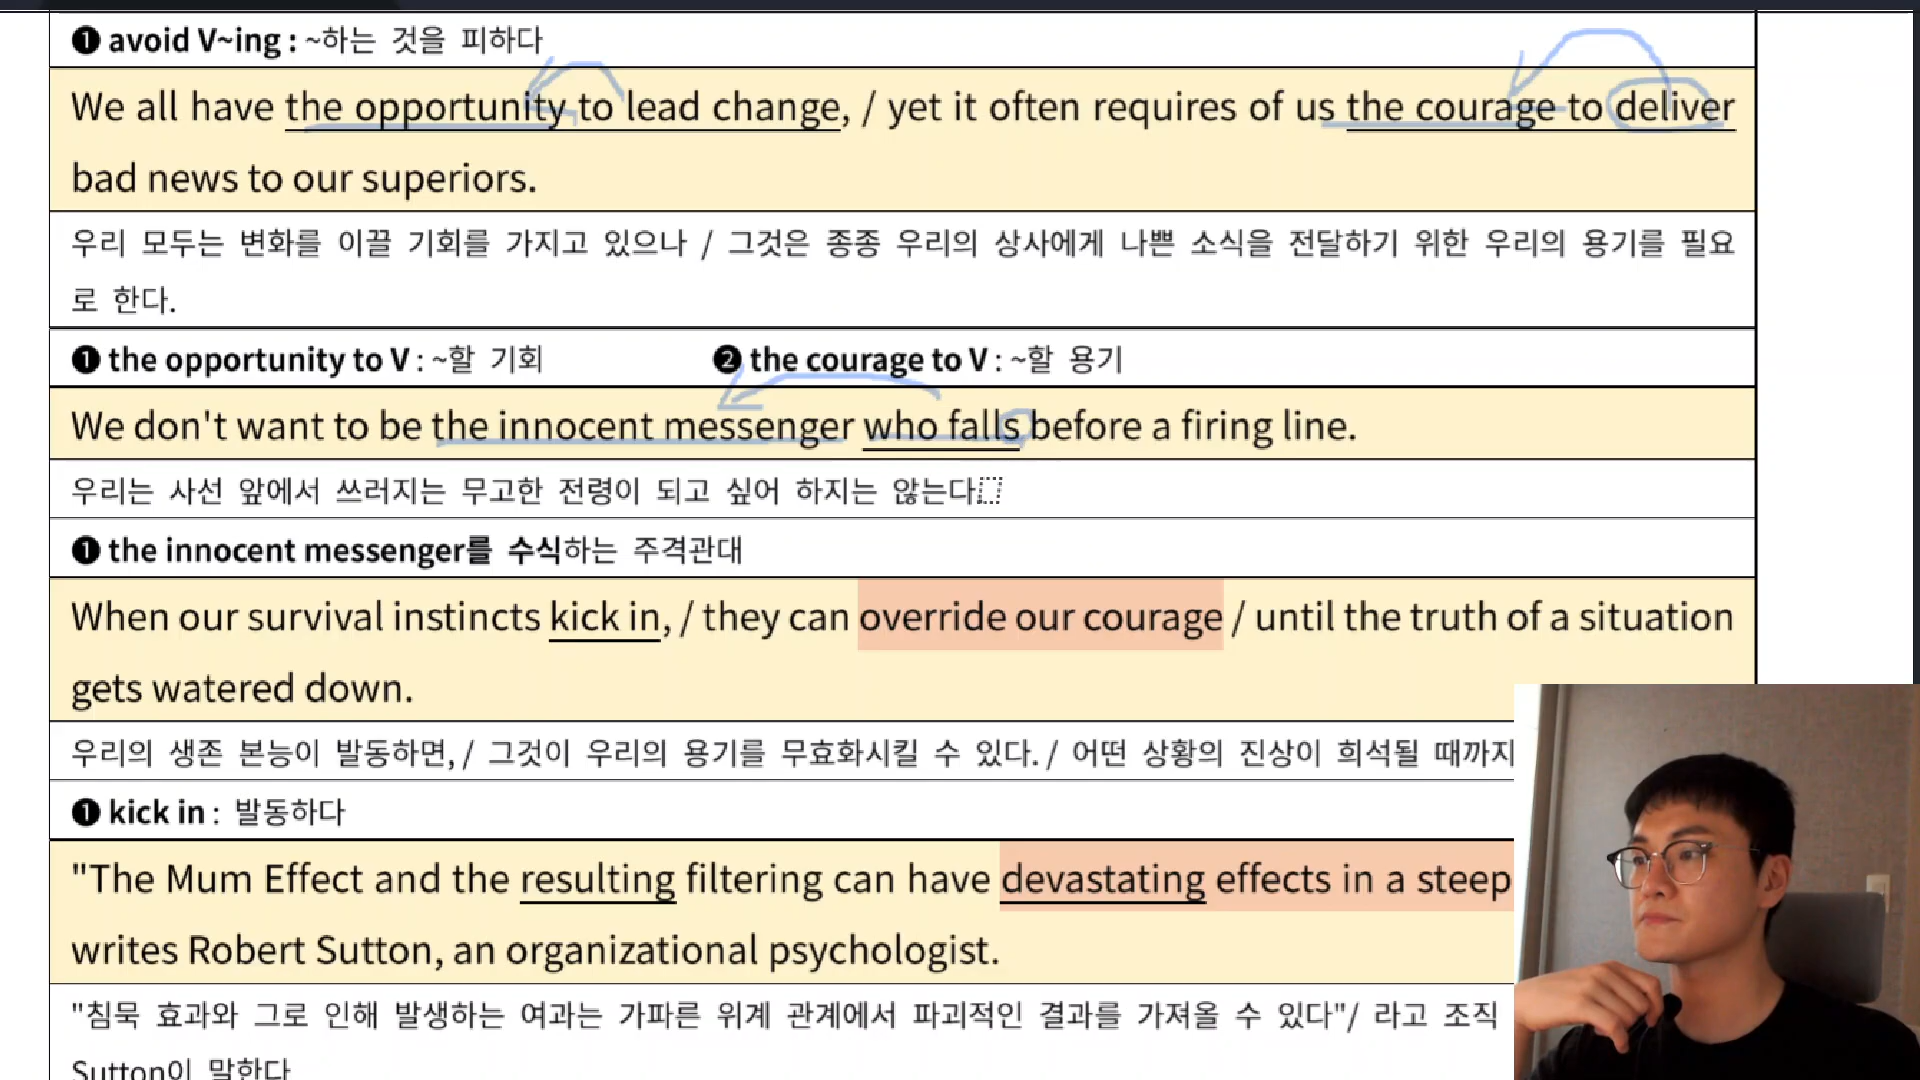 ❶ avoid V~ing : ~하는 것을 피하다
We all have the opportunity to lead change, / yet it often requires of us the courage to deliver
bad news to our superiors.
우리 모두는 변화를 이끌 기회를 가지고 있으나 / 그것은 종종 우리의 상사에게 나쁜 소식을 전달하기 위한 우리의 용기를 필요
로 한다.
❶ the opportunity to V : ~할 기회 ❷ the courage to V : ~할 용기
We don't want to be the innocent messenger who falls before a firing line.
우리는 사선 앞에서 쓰러지는 무고한 전령이 되고 싶어 하지는 않는다.
❶ the innocent messenger를 수식하는 주격관대
When our survival instincts kick in, / they can override our courage / until the truth of a situation
gets watered down.
우리의 생존 본능이 발동하면, / 그것이 우리의 용기를 무효화시킬 수 있다. / 어떤 상황의 진상이 희석될 때까지
❶ kick in : 발동하다
"The Mum Effect and the resulting filtering can have devastating effects in a steep
writes Robert Sutton, an organizational psychologist.
"침묵 효과와 그로 인해 발생하는 여과는 가파른 위계 관계에서 파괴적인 결과를 가져올 수 있다"/ 라고 조직
Sutton이 말한다